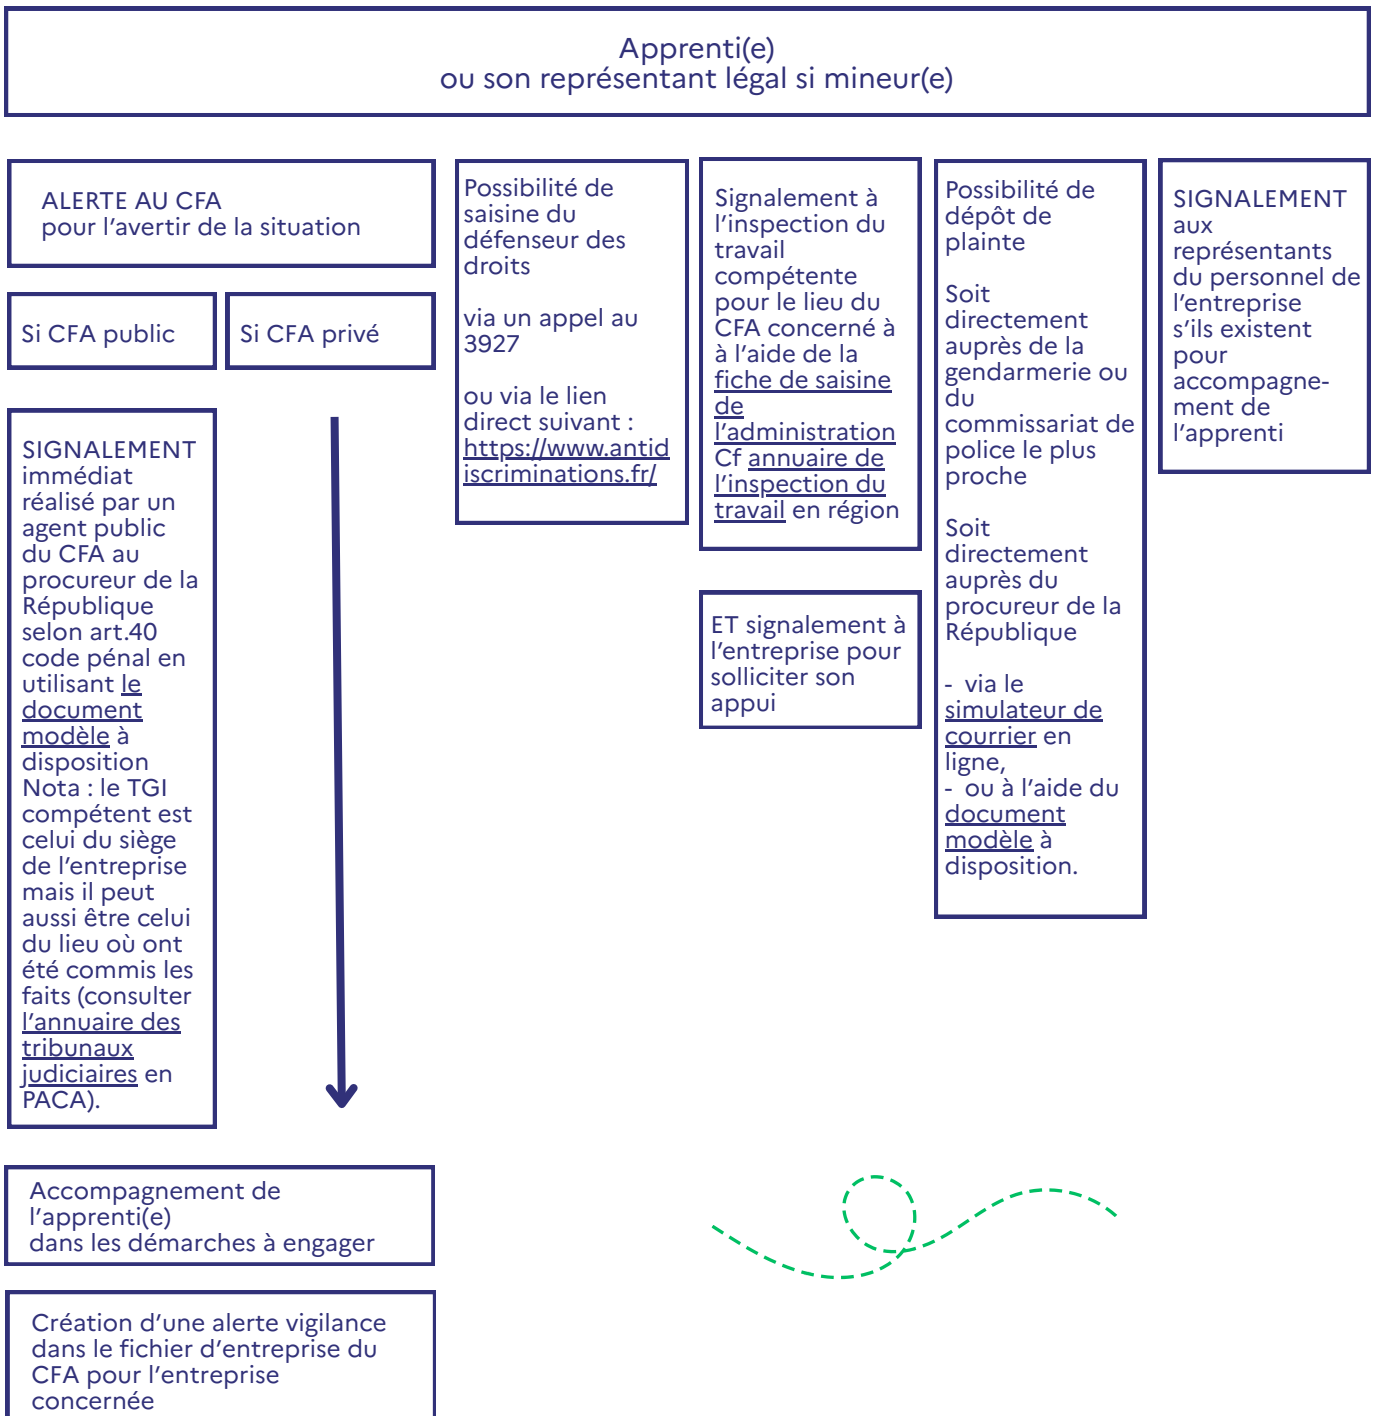 Apprenti(e)
ou son représentant légal si mineur(e)
ALERTE AU CFA
pour l’avertir de la situation
Si CFA public
Si CFA privé
SIGNALEMENT
immédiat
réalisé par un
agent public
du CFA au
procureur de la
République
selon art.40
code pénal en
utilisant le
document
modèle à
disposition
Nota : le TGI
compétent est
celui du siège
de l’entreprise
mais il peut
aussi être celui
du lieu où ont
été commis les
faits (consulter
l’annuaire des
tribunaux
judiciaires en
PACA).
Accompagnement de
l’apprenti(e)
dans les démarches à engager
Création d’une alerte vigilance
dans le fichier d’entreprise du
CFA pour l’entreprise
concernée
Possibilité de
saisine du
défenseur des
droits
via un appel au
3927
ou via le lien
direct suivant :
https://www.antid
iscriminations.fr/
Signalement à
l’inspection du
travail
compétente
pour le lieu du
CFA concerné à
à l’aide de la
fiche de saisine
de
l’administration
Cf annuaire de
l’inspection du
travail en région
ET signalement à
l’entreprise pour
solliciter son
appui
Possibilité de
dépôt de
plainte
Soit
directement
auprès de la
gendarmerie ou
du
commissariat de
police le plus
proche
Soit
directement
auprès du
procureur de la
République
- via le
simulateur de
courrier en
ligne,
- ou à l’aide du
document
modèle à
disposition.
SIGNALEMENT
aux
représentants
du personnel de
l’entreprise
s’ils existent
pour
accompagne-
ment de
l’apprenti